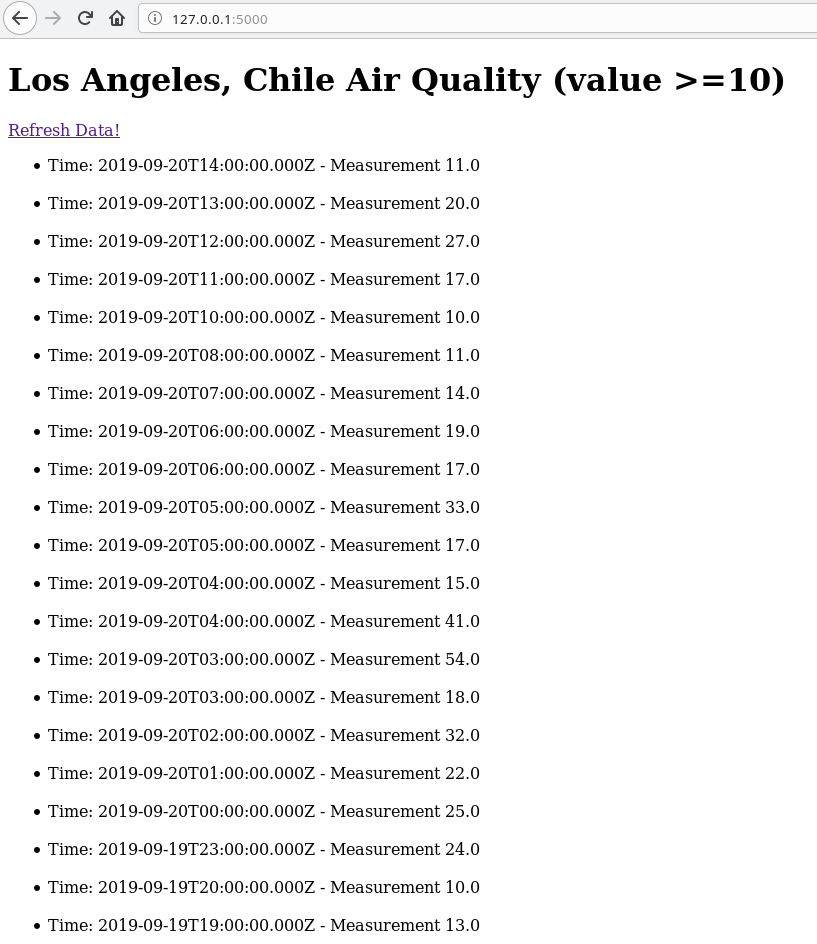 127.0.0.1:5000
Los Angeles, Chile Air Quality (value >=10)
Refresh Data!
Time: 2019-09-20T14:00:00.000Z - Measurement 11.0
Time: 2019-09-20T13:00:00.000Z - Measurement 20.0
Time: 2019-09-20T12:00:00.000Z - Measurement 27.0
Time: 2019-09-20T11:00:00.000Z - Measurement 17.0
Time: 2019-09-20T10:00:00.000Z - Measurement 10.0
Time: 2019-09-20T08:00:00.000Z - Measurement 11.0
Time: 2019-09-20T07:00:00.000Z - Measurement 14.0
Time: 2019-09-20T06:00:00.000Z - Measurement 19.0
Time: 2019-09-20T06:00:00.000Z - Measurement 17.0
Time: 2019-09-20T05:00:00.000Z - Measurement 33.0
Time: 2019-09-20T05:00:00.000Z - Measurement 17.0
Time: 2019-09-20T04:00:00.000Z - Measurement 15.0
Time: 2019-09-20T04:00:00.000Z - Measurement 41.0
Time: 2019-09-20T03:00:00.000Z - Measurement 54.0
Time: 2019-09-20T03:00:00.000Z - Measurement 18.0
Time: 2019-09-20T02:00:00.000Z - Measurement 32.0
Time: 2019-09-20T01:00:00.000Z - Measurement 22.0
Time: 2019-09-20T00:00:00.000Z - Measurement 25.0
Time: 2019-09-19T23:00:00.000Z - Measurement 24.0
Time: 2019-09-19T20:00:00.000Z - Measurement 10.0
Time: 2019-09-19T19:00:00.000Z - Measurement 13.0